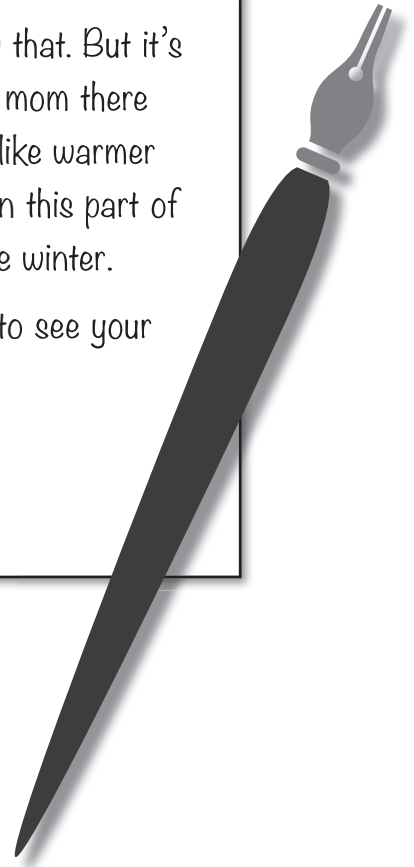 that. But it's
mom there
like warmer
this part of
winter.
to see your